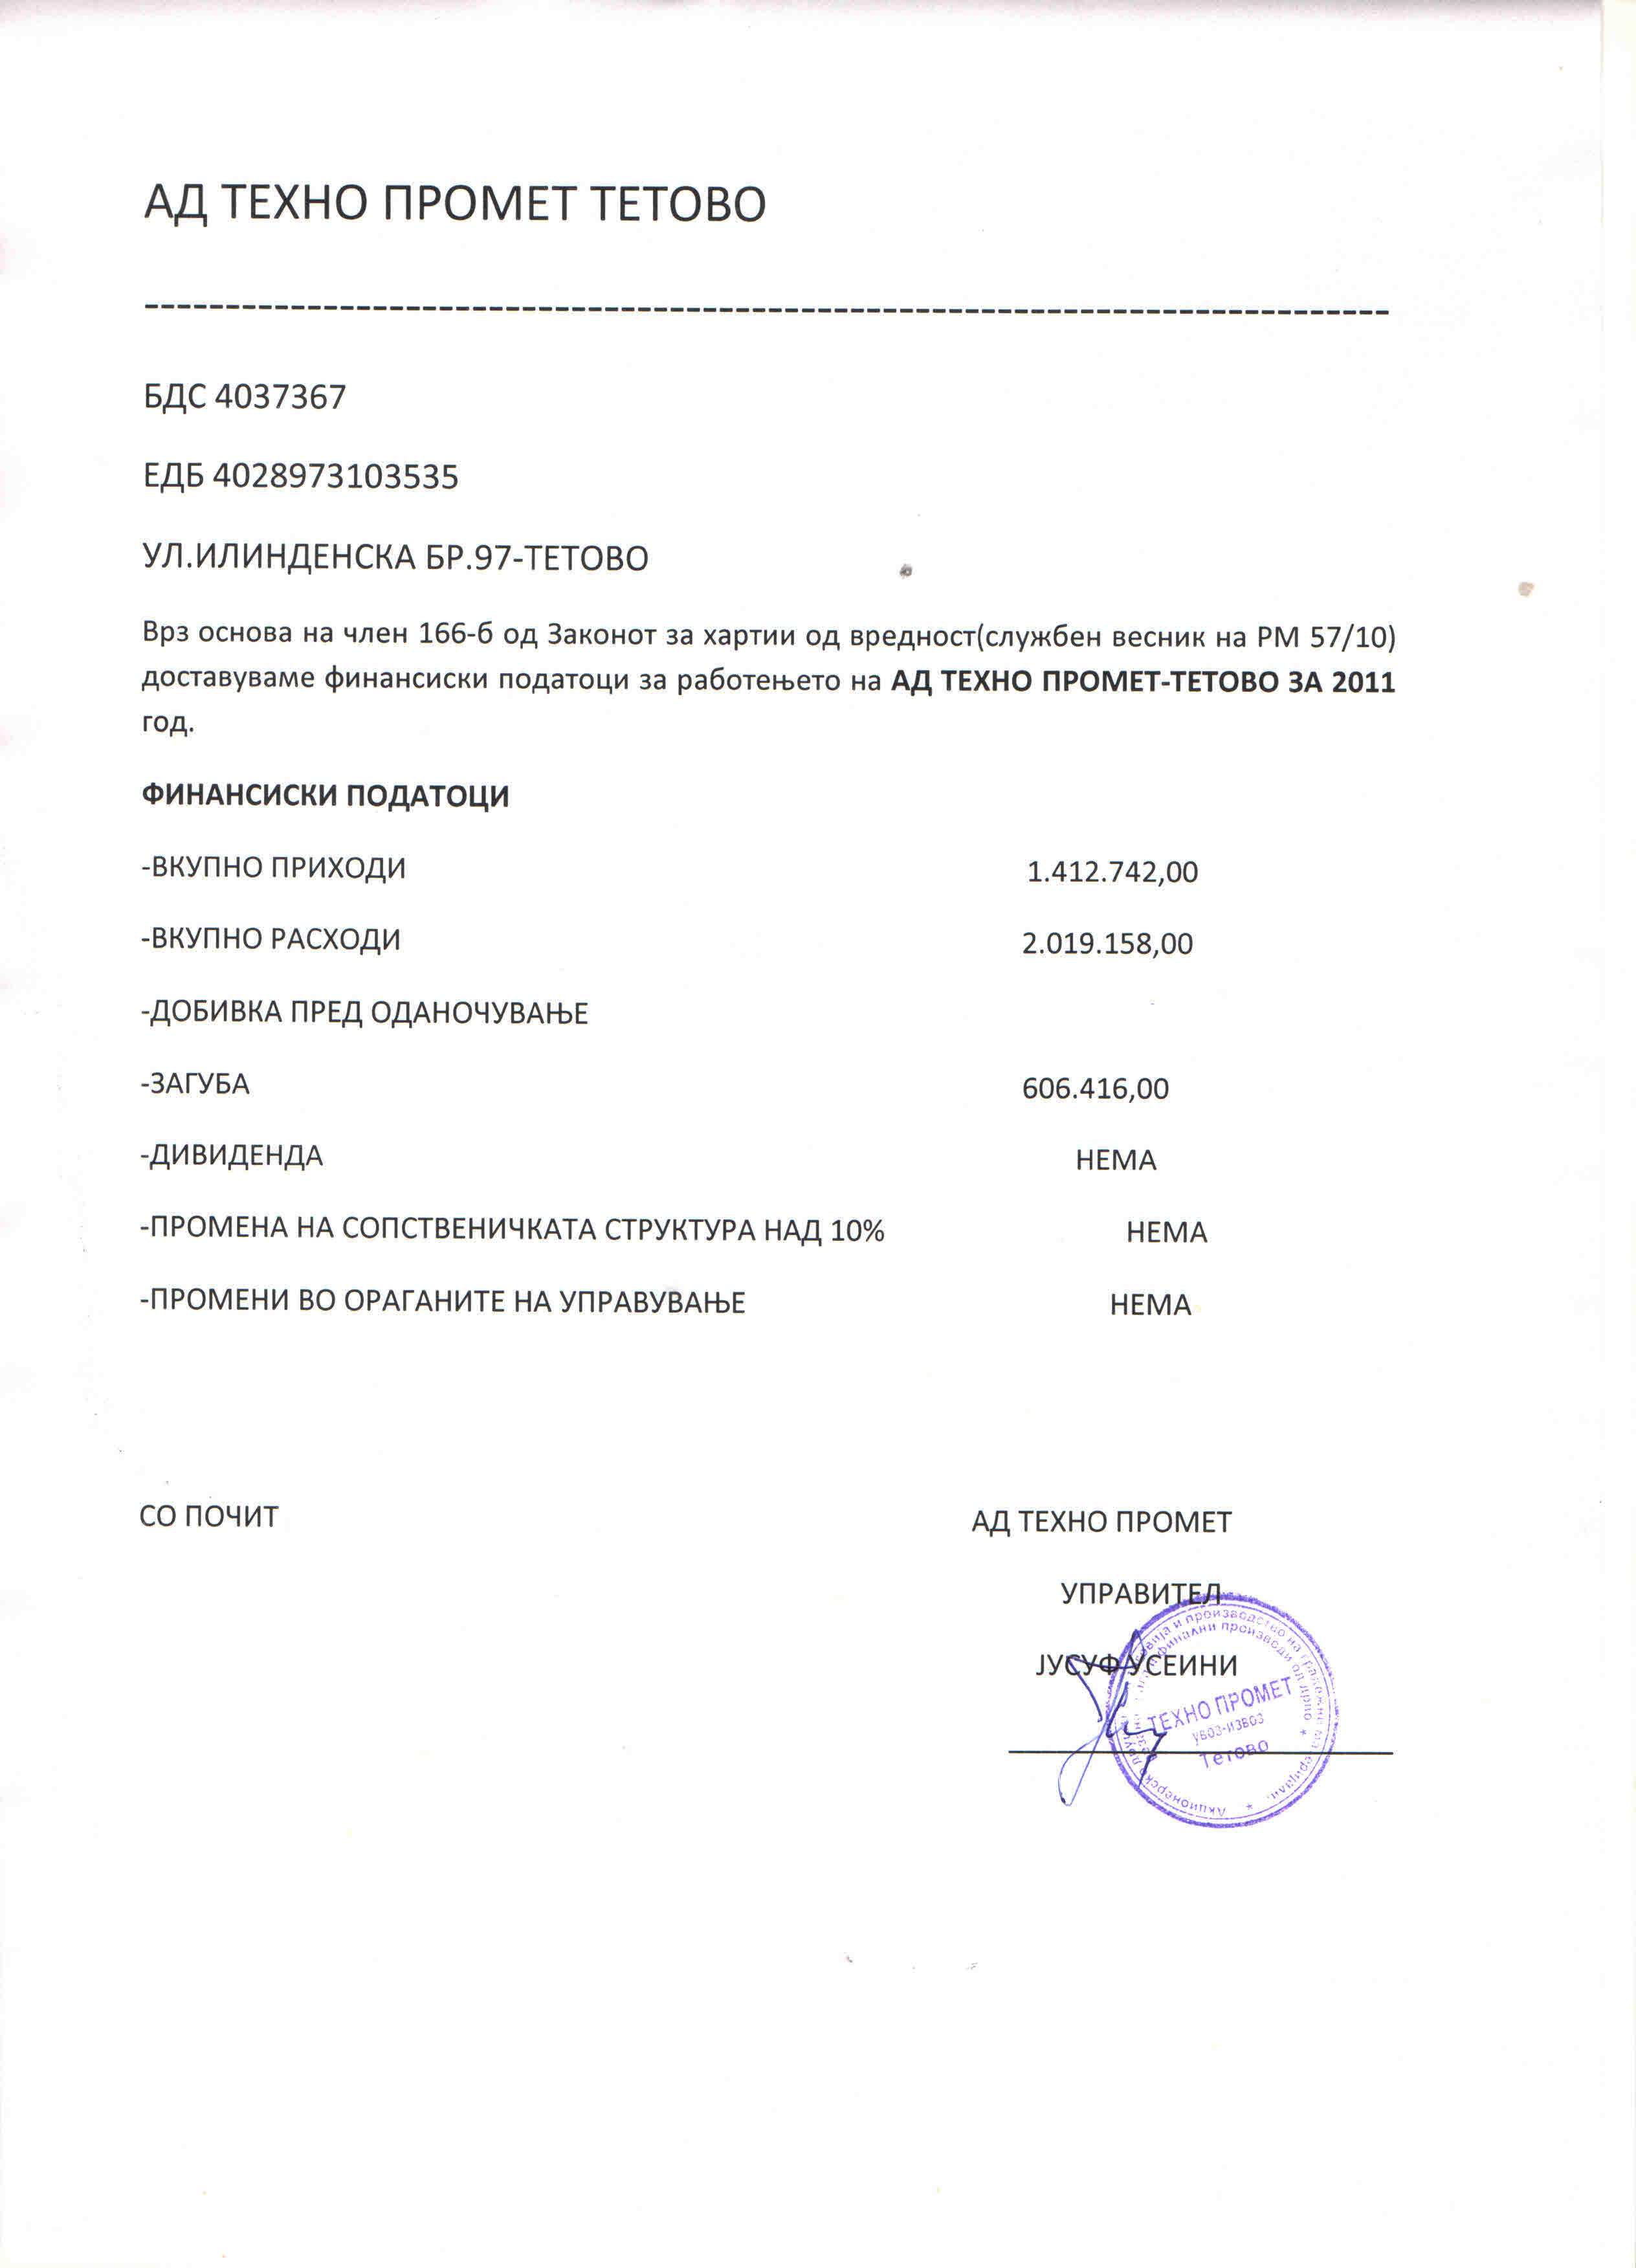 АД ТЕХНО ПРОМЕТ ТЕТОВО
----------------------------------------------------------------------------
БДС 4037367
ЕДБ 4028973103535
УЛ.ИЛИНДЕНСКА БР.97-ТЕТОВО
Врз основа на член 166-б од Законот за хартии од вредност(службен весник на РМ 57/10)
доставуваме финансиски податоци за работењето на АД ТЕХНО ПРОМЕТ-ТЕТОВО ЗА 2011
год.
ФИНАНСИСКИ ПОДАТОЦИ
-ВКУПНО ПРИХОДИ 1.412.742,00
-ВКУПНО РАСХОДИ 2.019.158,00
-ДОБИВКА ПРЕД ОДАНОЧУВАЊЕ
-ЗАГУБА 606.416,00
-ДИВИДЕНДА НЕМА
-ПРОМЕНА НА СОПСТВЕНИЧКАТА СТРУКТУРА НАД 10% НЕМА
-ПРОМЕНИ ВО ОРАГАНИТЕ НА УПРАВУВАЊЕ НЕМА
СО ПОЧИТ АД ТЕХНО ПРОМЕТ
УПРАВИТЕЛ
ЈУСУФ УСЕИНИ
ТЕХНО ПРОМЕТ
УВОЗ-ИЗВОЗ
Тетово
и производство на
финални производи од дрво
Акционерско